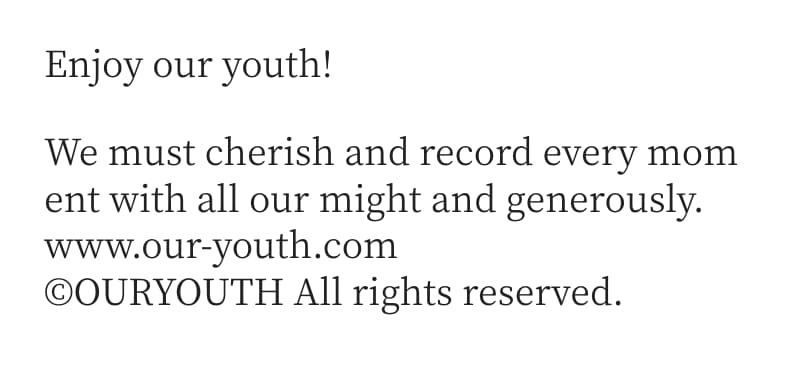 Enjoy our youth!
We must cherish and record every mom
ent with all our might and generously.
www.our-youth.com
©OURYOUTH All rights reserved.